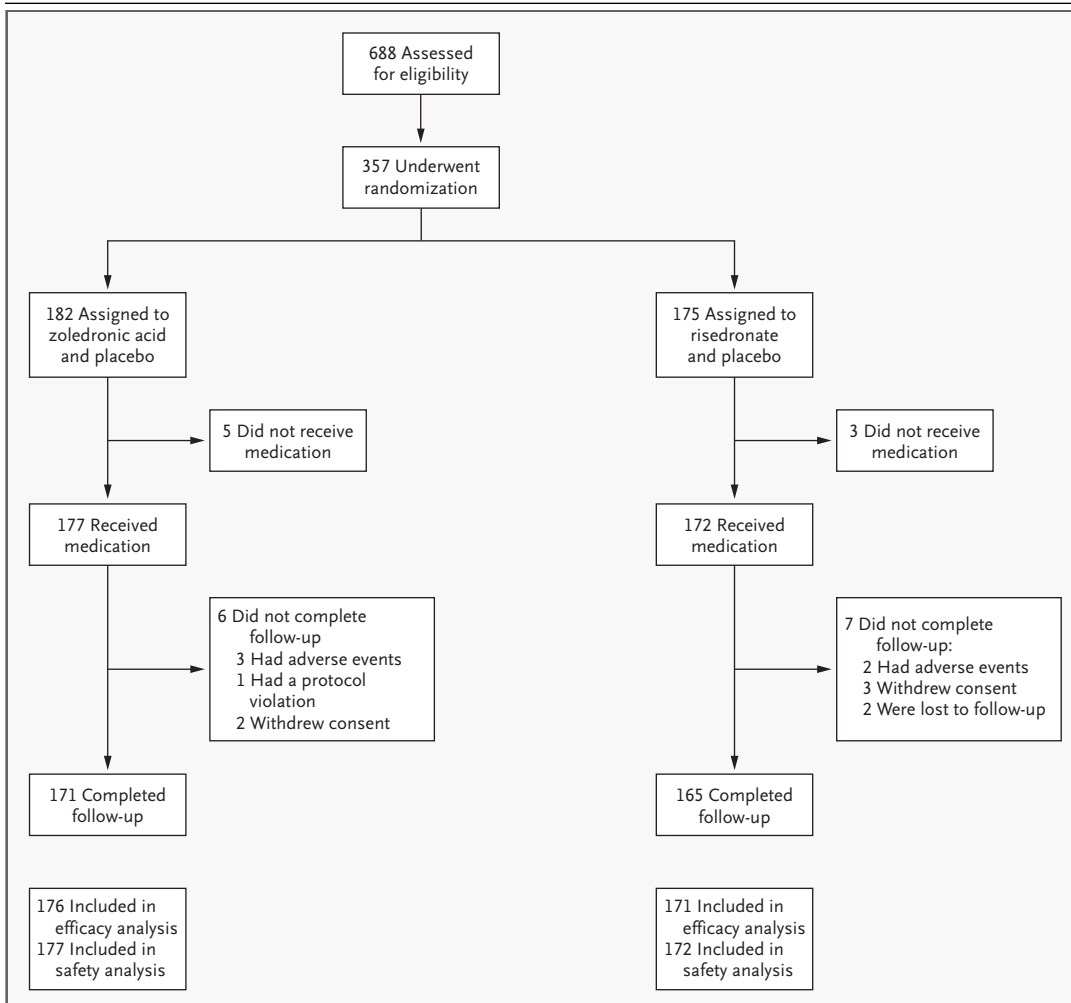 688 Assessed
for eligibility
357 Underwent
randomization
182 Assigned to
zoledronic acid
and placebo
175 Assigned to
risedronate
and placebo
5 Did not receive
medication
3 Did not receive
medication
177 Received
medication
172 Received
medication
6 Did not complete
follow-up
3 Had adverse events
1 Had a protocol
violation
2 Withdrew consent
7 Did not complete
follow-up:
2 Had adverse events
3 Withdrew consent
2 Were lost to follow-up
171 Completed
follow-up
165 Completed
follow-up
176 Included in
efficacy analysis
177 Included in
safety analysis
171 Included in
efficacy analysis
172 Included in
safety analysis